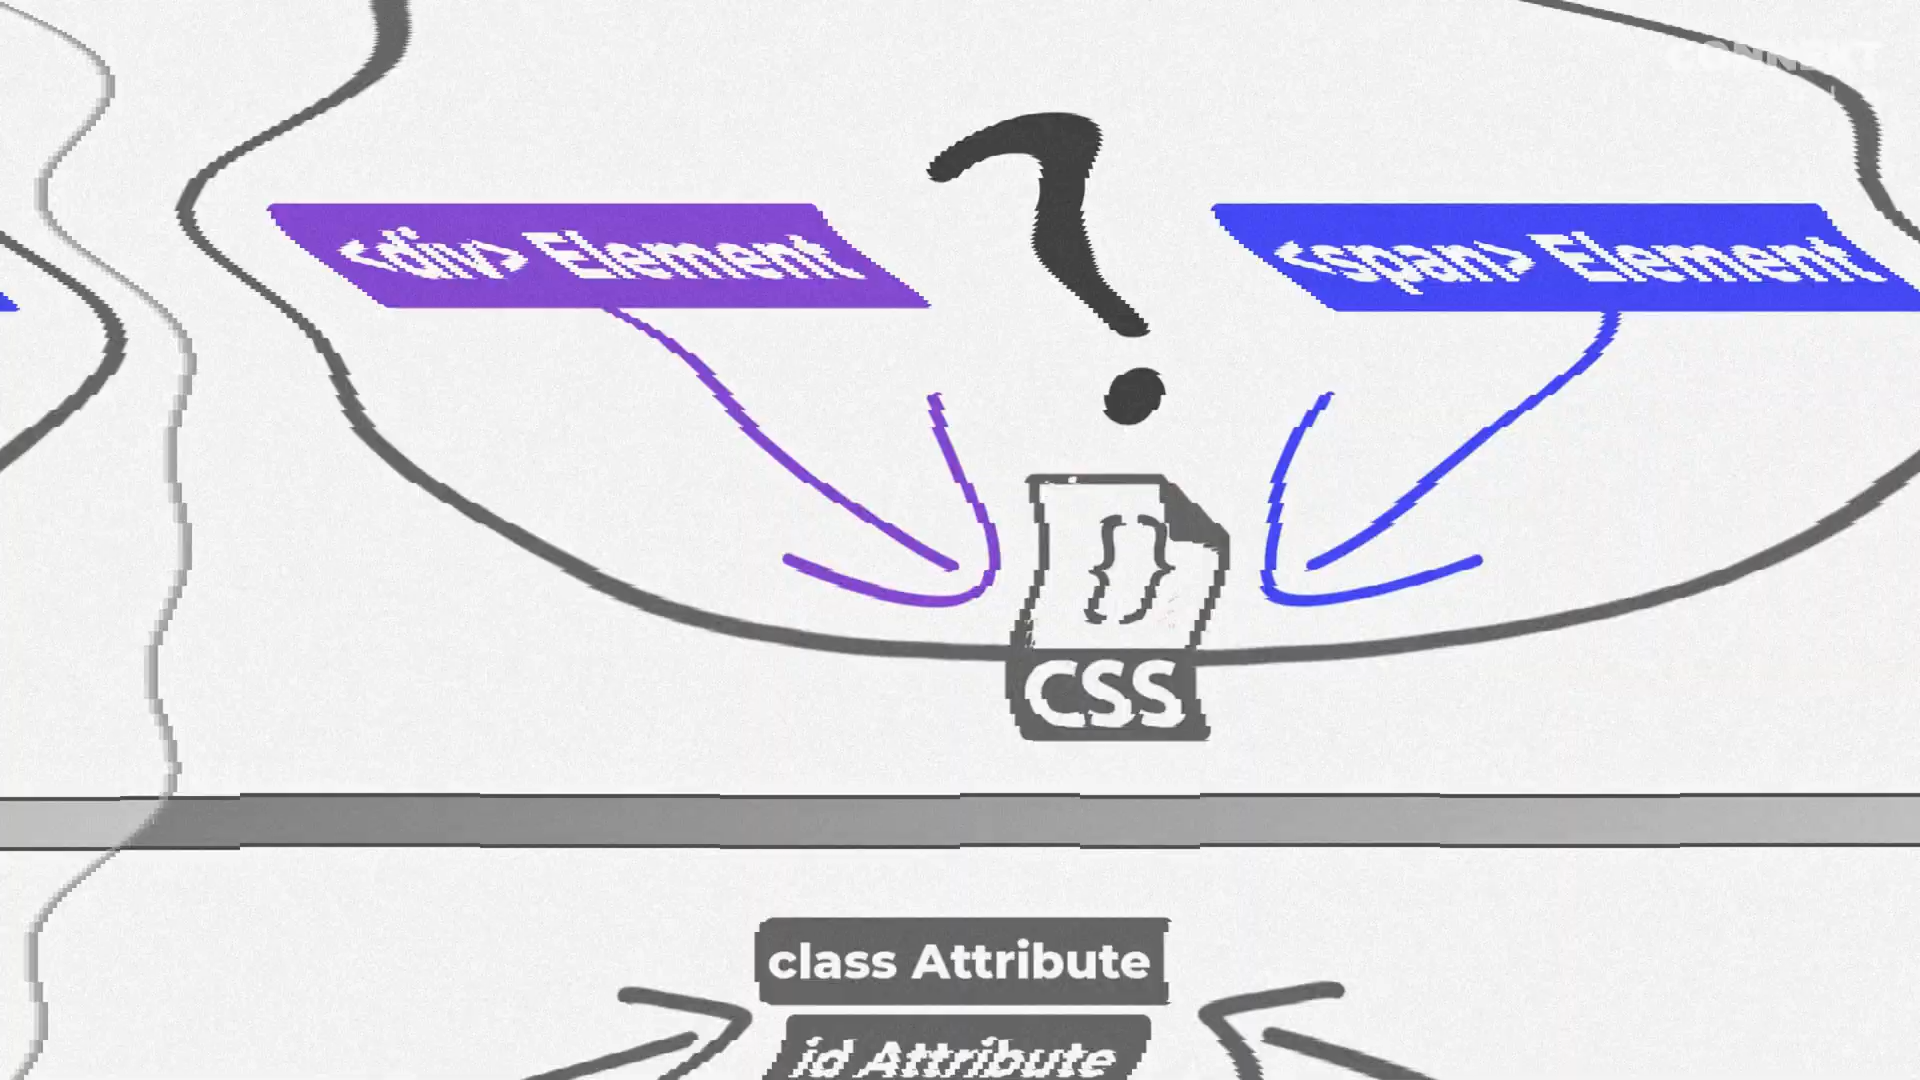 <div> Element
<span> Element
{}
CSS
class Attribute
id Attribute